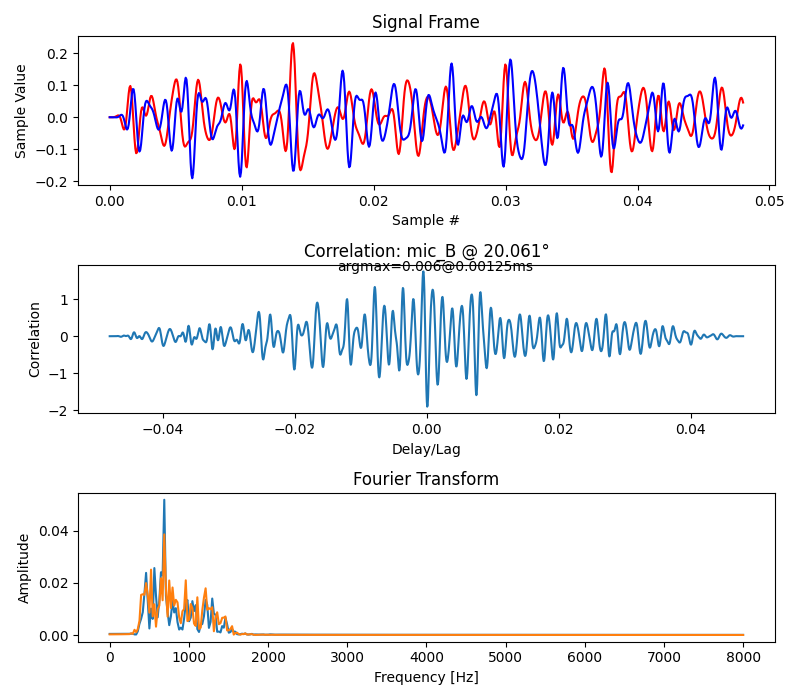 Signal Frame
0.2
0.1
0.0
−0.1
−0.2
Sample Value
0.00 0.01 0.02 0.03 0.04 0.05
Sample #
Correlation: mic_B @ 20.061°
argmax=0.006@0.00125ms
1
0
−1
−2
Correlation
−0.04 −0.02 0.00 0.02 0.04
Delay/Lag
Fourier Transform
0.04
0.02
0.00
Amplitude
0 1000 2000 3000 4000 5000 6000 7000 8000
Frequency [Hz]